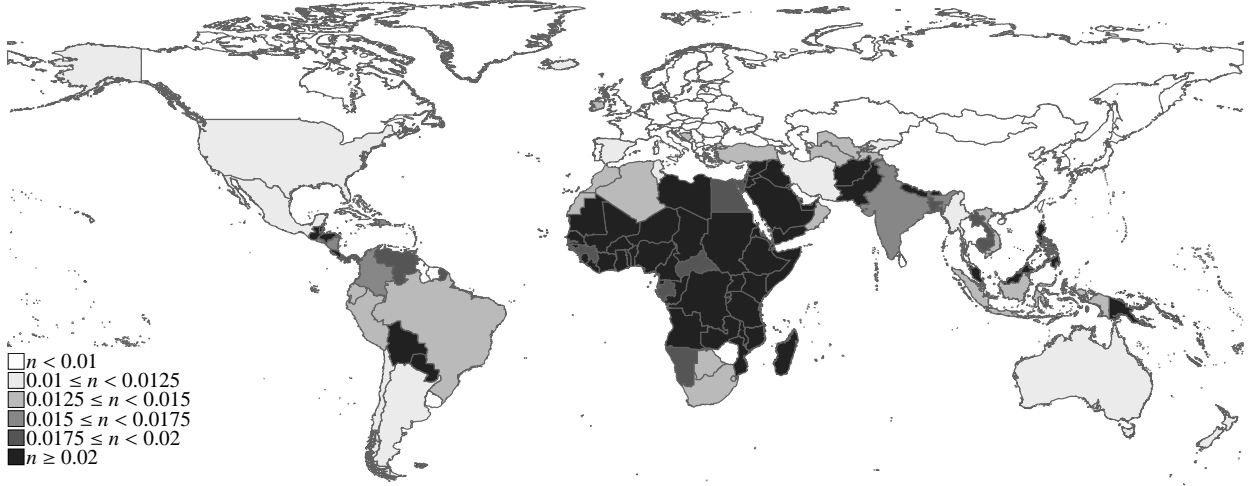 n < 0.01
0.01 ≤ n < 0.0125
0.0125 ≤ n < 0.015
0.015 ≤ n < 0.0175
0.0175 ≤ n < 0.02
n ≥ 0.02